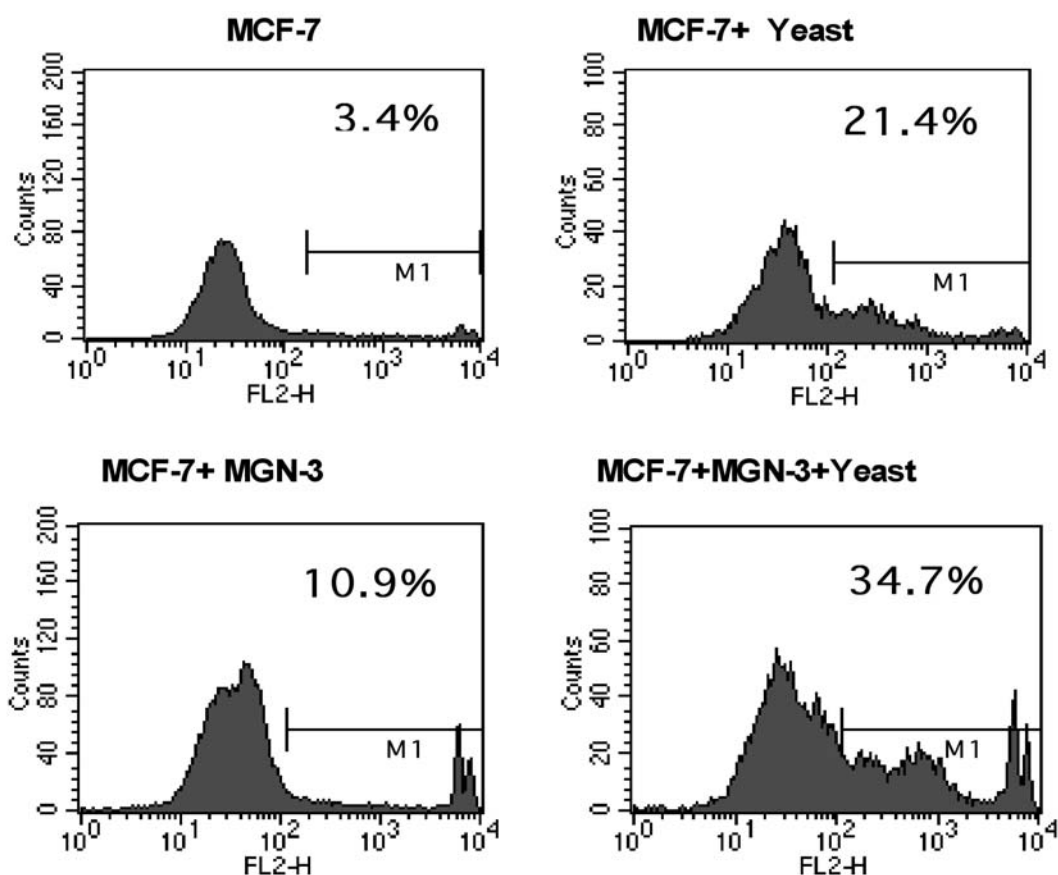 MCF-7
200
160
120
80
40
0
Counts
3.4%
M1
10^0 10^1 10^2 10^3 10^4
FL2-H
MCF-7+ Yeast
100
80
60
40
20
0
Counts
21.4%
M1
10^0 10^1 10^2 10^3 10^4
FL2-H
MCF-7+ MGN-3
200
160
120
80
40
0
Counts
10.9%
M1
10^0 10^1 10^2 10^3 10^4
FL2-H
MCF-7+MGN-3+Yeast
100
80
60
40
20
0
Counts
34.7%
M1
10^0 10^1 10^2 10^3 10^4
FL2-H